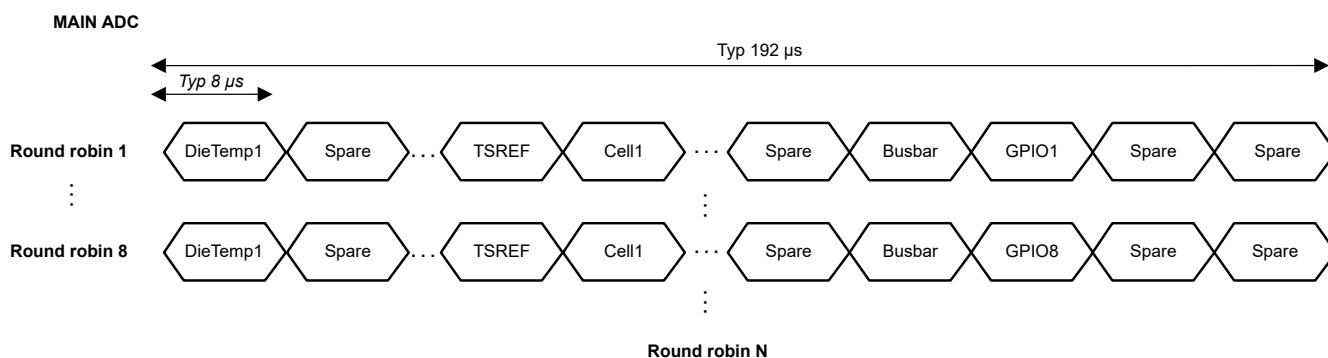 MAIN ADC
Typ 192 µs
Typ 8 µs
Round robin 1 DieTemp1 Spare ... TSREF Cell1 ... Spare Busbar GPIO1 Spare Spare
Round robin 8 DieTemp1 Spare ... TSREF Cell1 ... Spare Busbar GPIO8 Spare Spare
Round robin N